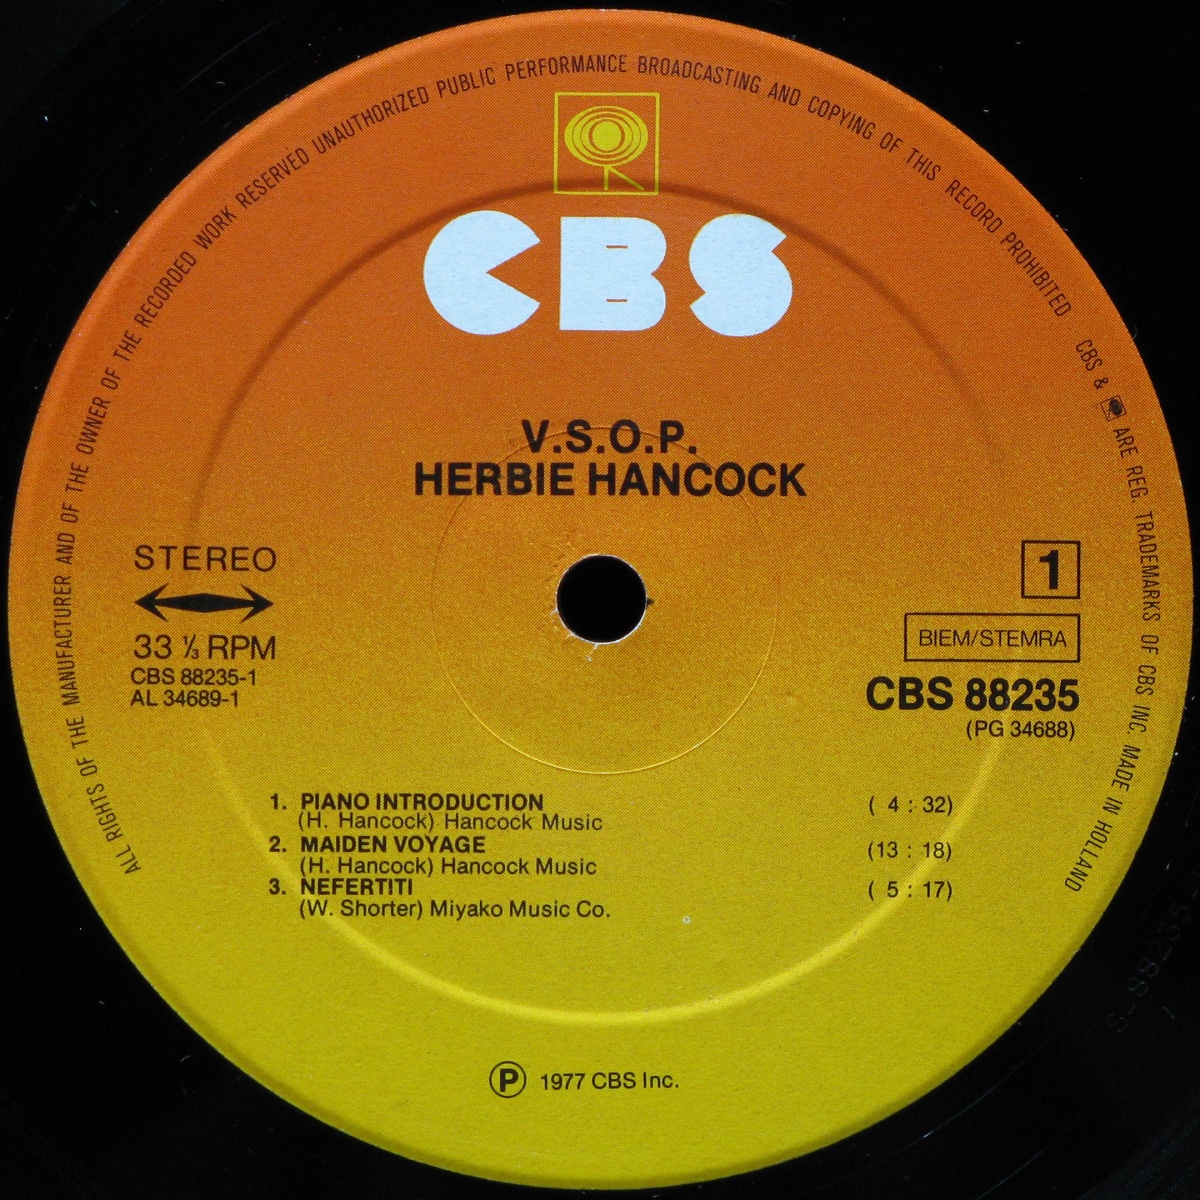 ALL RIGHTS OF THE MANUFACTURER AND OF THE OWNER OF THE RECORDED WORK RESERVED UNAUTHORIZED PUBLIC PERFORMANCE BROADCASTING AND COPYING OF THIS RECORD PROHIBITED CBS & ARE REG. TRADEMARKS OF CBS INC. MADE IN HOLLAND
CBS
V.S.O.P.
HERBIE HANCOCK
STEREO
33 ⅓ RPM
CBS 88235-1
AL 34689-1
1
BIEM/STEMRA
CBS 88235
(PG 34688)
1. PIANO INTRODUCTION ( 4 : 32)
(H. Hancock) Hancock Music
2. MAIDEN VOYAGE (13 : 18)
(H. Hancock) Hancock Music
3. NEFERTITI ( 5 : 17)
(W. Shorter) Miyako Music Co.
Ⓟ 1977 CBS Inc.
S-88235
1